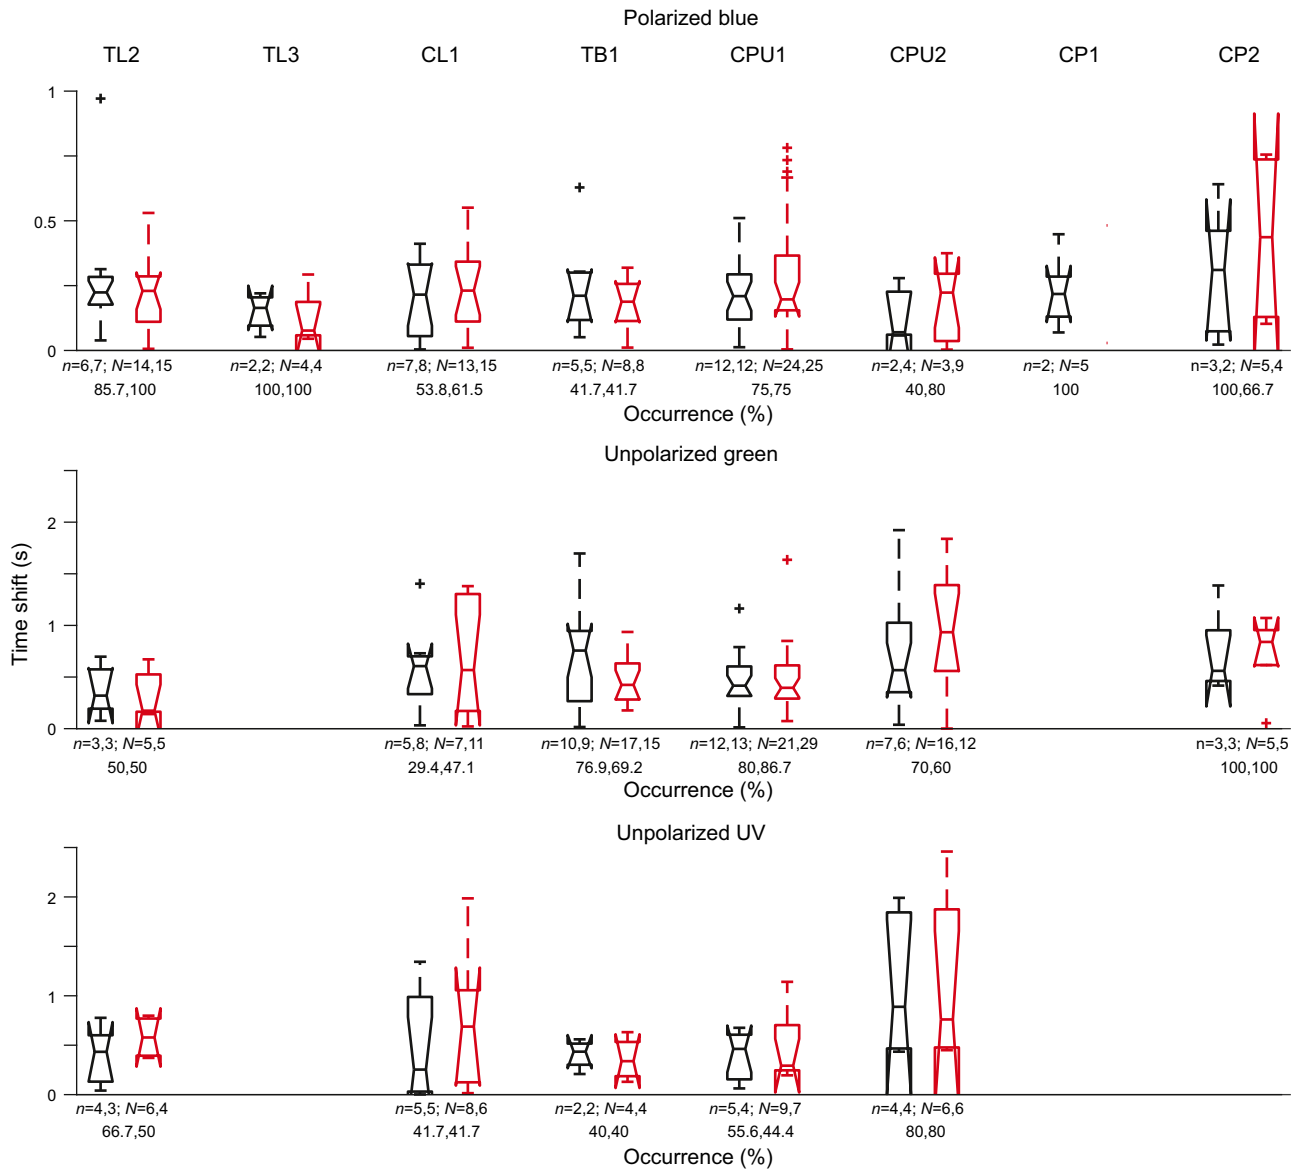 Polarized blue
TL2 TL3 CL1 TB1 CPU1 CPU2 CP1 CP2
1
0.5
0
n=6,7; N=14,15 n=2,2; N=4,4 n=7,8; N=13,15 n=5,5; N=8,8 n=12,12; N=24,25 n=2,4; N=3,9 n=2; N=5 n=3,2; N=5,4
85.7,100 100,100 53.8,61.5 41.7,41.7 75,75 40,80 100 100,66.7
Occurrence (%)
Unpolarized green
Time shift (s)
2
1
0
n=3,3; N=5,5 n=5,8; N=7,11 n=10,9; N=17,15 n=12,13; N=21,29 n=7,6; N=16,12 n=3,3; N=5,5
50,50 29.4,47.1 76.9,69.2 80,86.7 70,60 100,100
Occurrence (%)
Unpolarized UV
2
1
0
n=4,3; N=6,4 n=5,5; N=8,6 n=2,2; N=4,4 n=5,4; N=9,7 n=4,4; N=6,6
66.7,50 41.7,41.7 40,40 55.6,44.4 80,80
Occurrence (%)